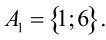 A₁ = {1;6}.